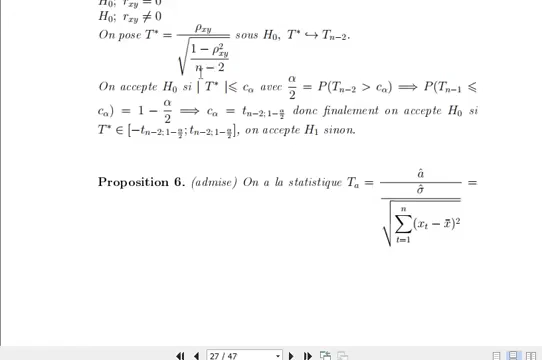 H₀; r_xy = 0
H₀; r_xy ≠ 0
On pose T* = ρ_xy / √((1 − ρ²_xy) / (n − 2)) sous H₀, T* ↪ T_{n−2}.
On accepte H₀ si | T* |⩽ c_α avec α/2 = P(T_{n−2} > c_α) ⟹ P(T_{n−1} ⩽
c_α) = 1 − α/2 ⟹ c_α = t_{n−2;1−α/2} donc finalement on accepte H₀ si
T* ∈ [−t_{n−2;1−α/2}; t_{n−2;1−α/2}], on accepte H₁ sinon.
Proposition 6. (admise) On a la statistique T_a = â / (σ̂ / √(∑_{t=1}^{n} (x_t − x̄)²)) =
27 / 47